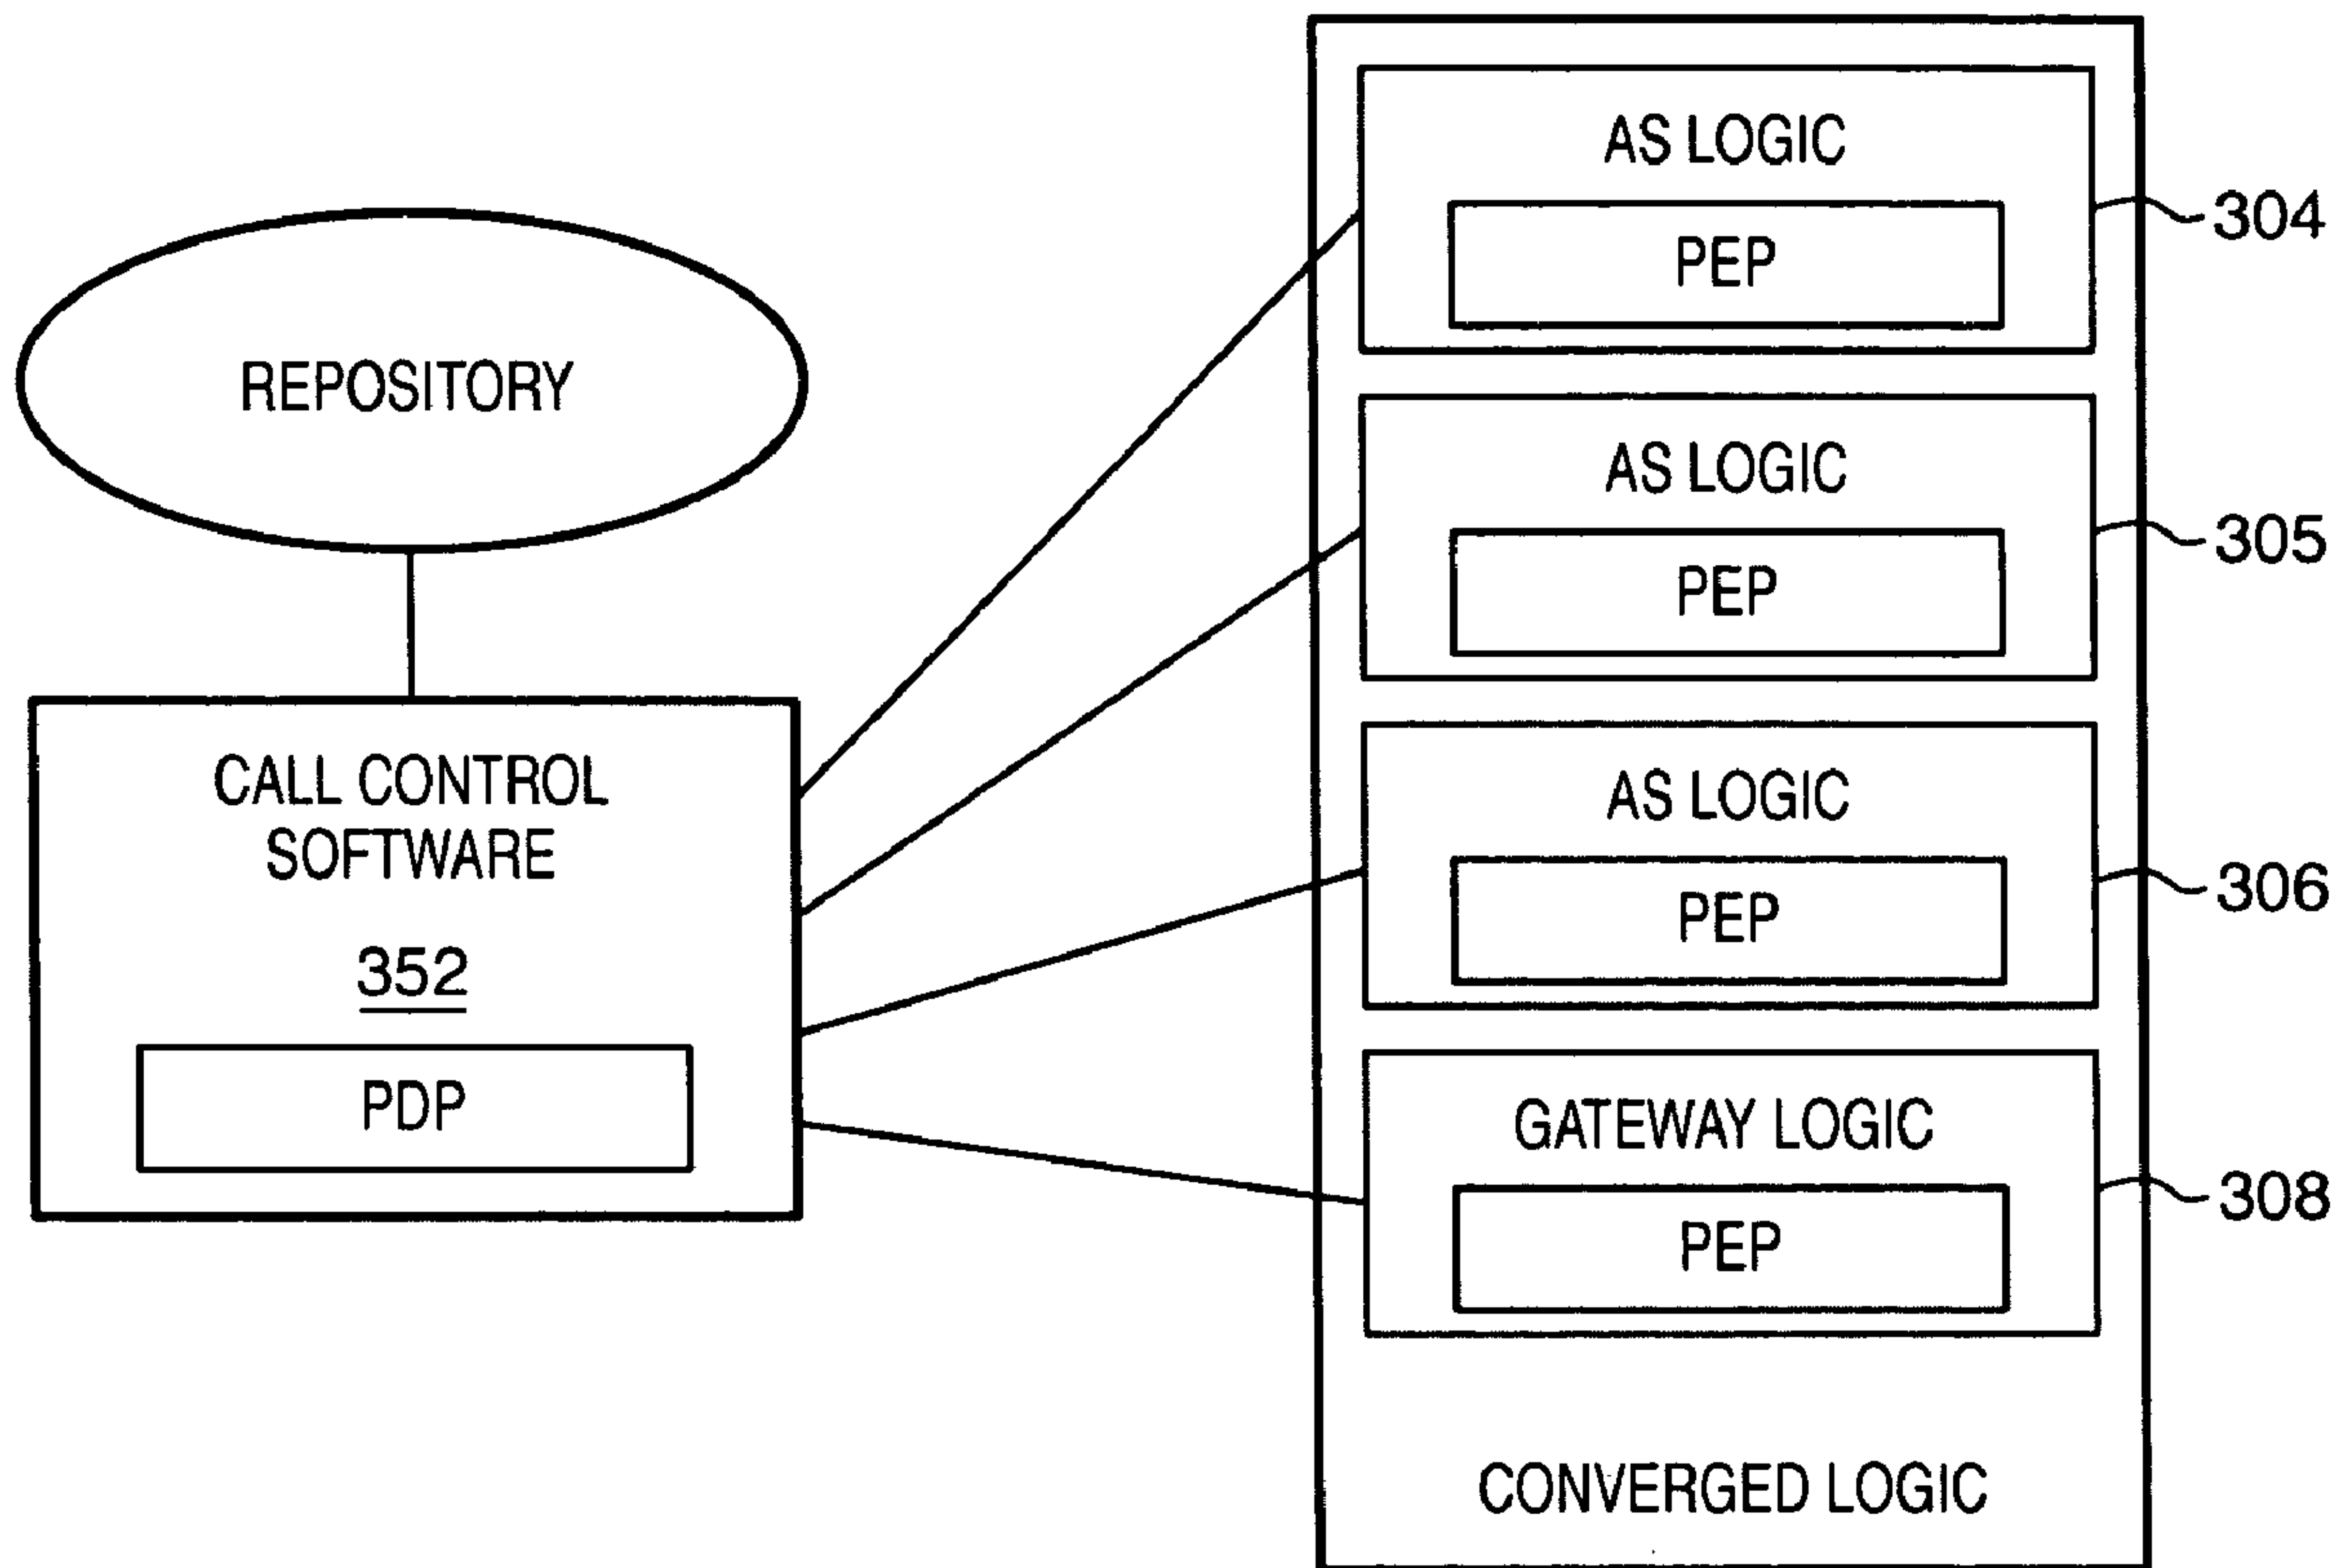 REPOSITORY
CALL CONTROL
SOFTWARE
352
PDP
AS LOGIC
PEP
304
AS LOGIC
PEP
305
AS LOGIC
PEP
306
GATEWAY LOGIC
PEP
308
CONVERGED LOGIC